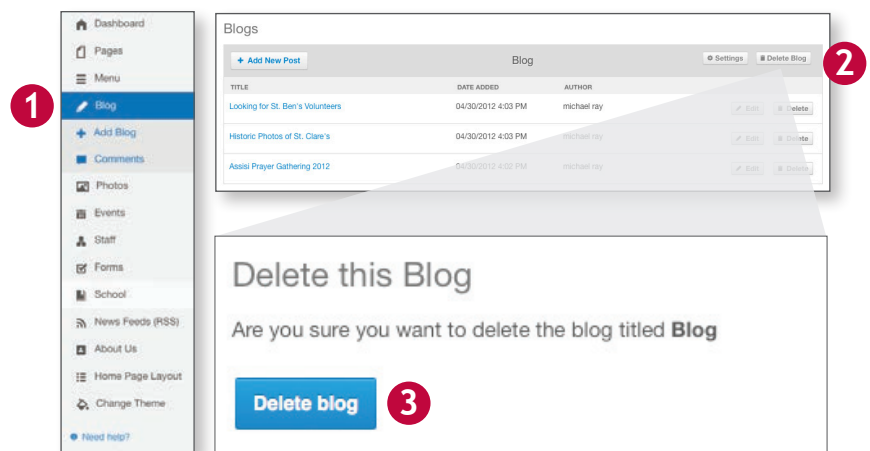 Dashboard
Pages
Menu
1
Blog
Add Blog
Comments
Photos
Events
Staff
Forms
School
News Feeds (RSS)
About Us
Home Page Layout
Change Theme
Need help?
Blogs
+ Add New Post Blog Settings Delete Blog
2
TITLE DATE ADDED AUTHOR
Looking for St. Ben's Volunteers 04/30/2012 4:03 PM michael ray Edit Delete
Historic Photos of St. Clare's 04/30/2012 4:03 PM michael ray Edit Delete
Assisi Prayer Gathering 2012 04/30/2012 4:02 PM michael ray Edit Delete
Delete this Blog
Are you sure you want to delete the blog titled Blog
Delete blog
3